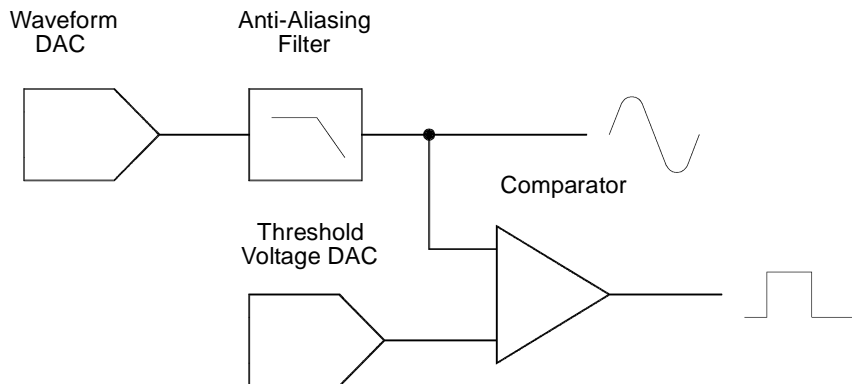 Waveform
DAC
Anti-Aliasing
Filter
Comparator
Threshold
Voltage DAC